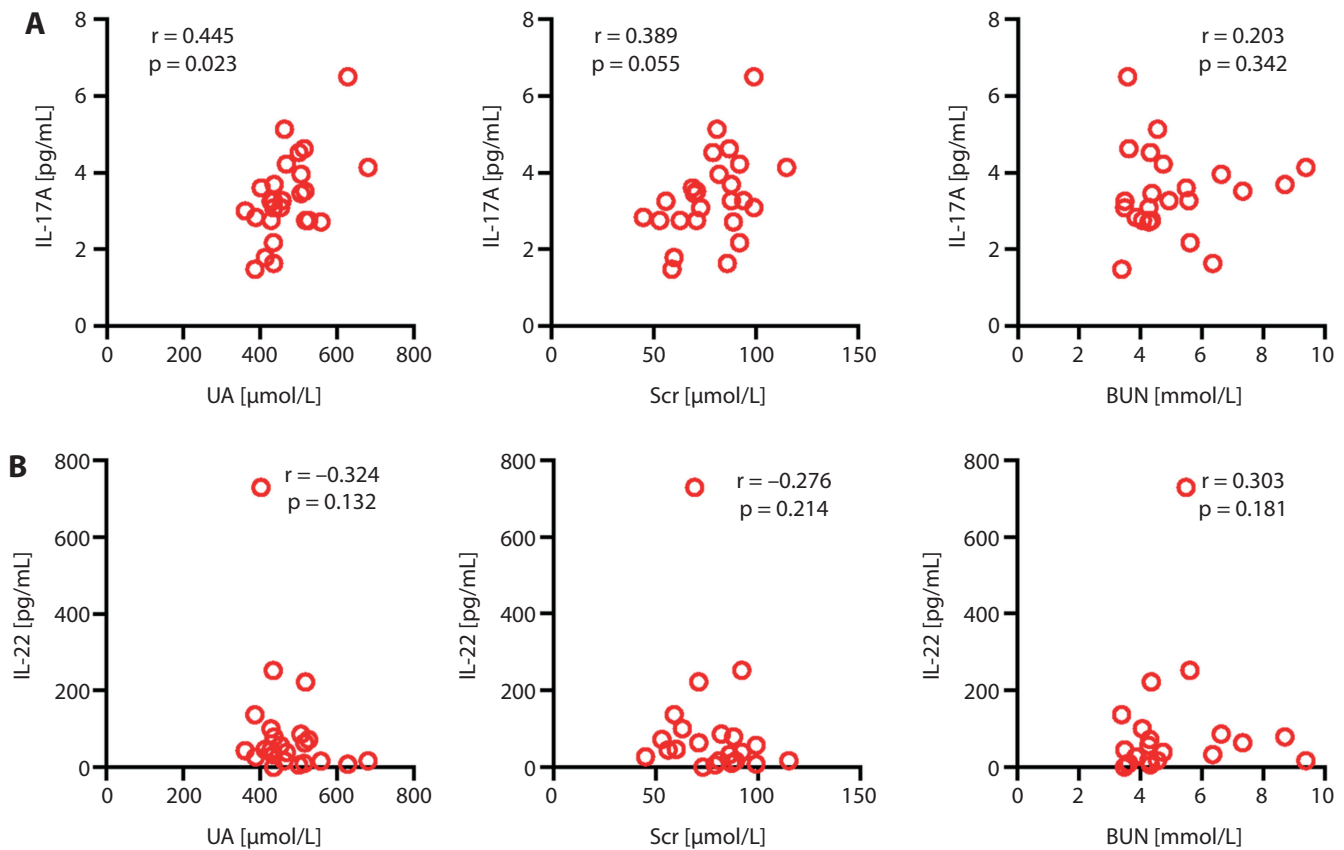 A
r = 0.445
p = 0.023
IL-17A [pg/mL]
8
6
4
2
0
0 200 400 600 800
UA [µmol/L]
r = 0.389
p = 0.055
IL-17A [pg/mL]
8
6
4
2
0
0 50 100 150
Scr [µmol/L]
r = 0.203
p = 0.342
IL-17A [pg/mL]
8
6
4
2
0
0 2 4 6 8 10
BUN [mmol/L]
B
r = –0.324
p = 0.132
IL-22 [pg/mL]
800
600
400
200
0
0 200 400 600 800
UA [µmol/L]
r = –0.276
p = 0.214
IL-22 [pg/mL]
800
600
400
200
0
0 50 100 150
Scr [µmol/L]
r = 0.303
p = 0.181
IL-22 [pg/mL]
800
600
400
200
0
0 2 4 6 8 10
BUN [mmol/L]